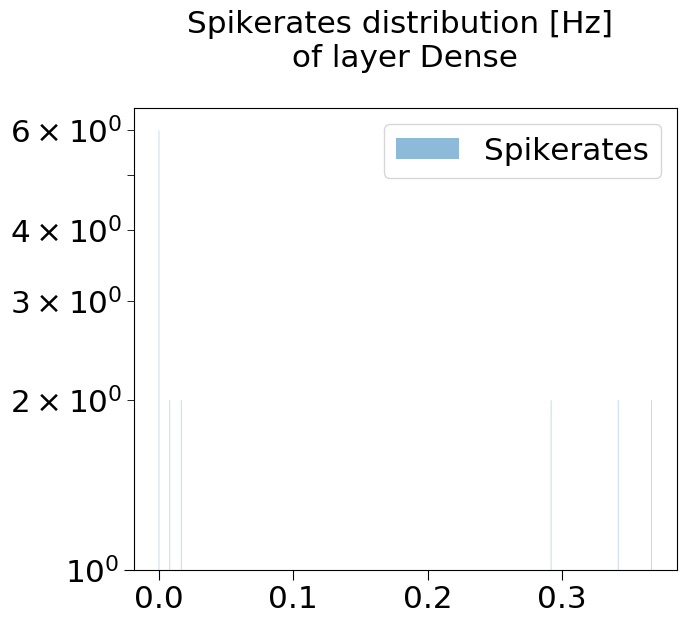 Spikerates distribution [Hz]
of layer Dense
Spikerates
6 × 10⁰
4 × 10⁰
3 × 10⁰
2 × 10⁰
10⁰
0.0 0.1 0.2 0.3